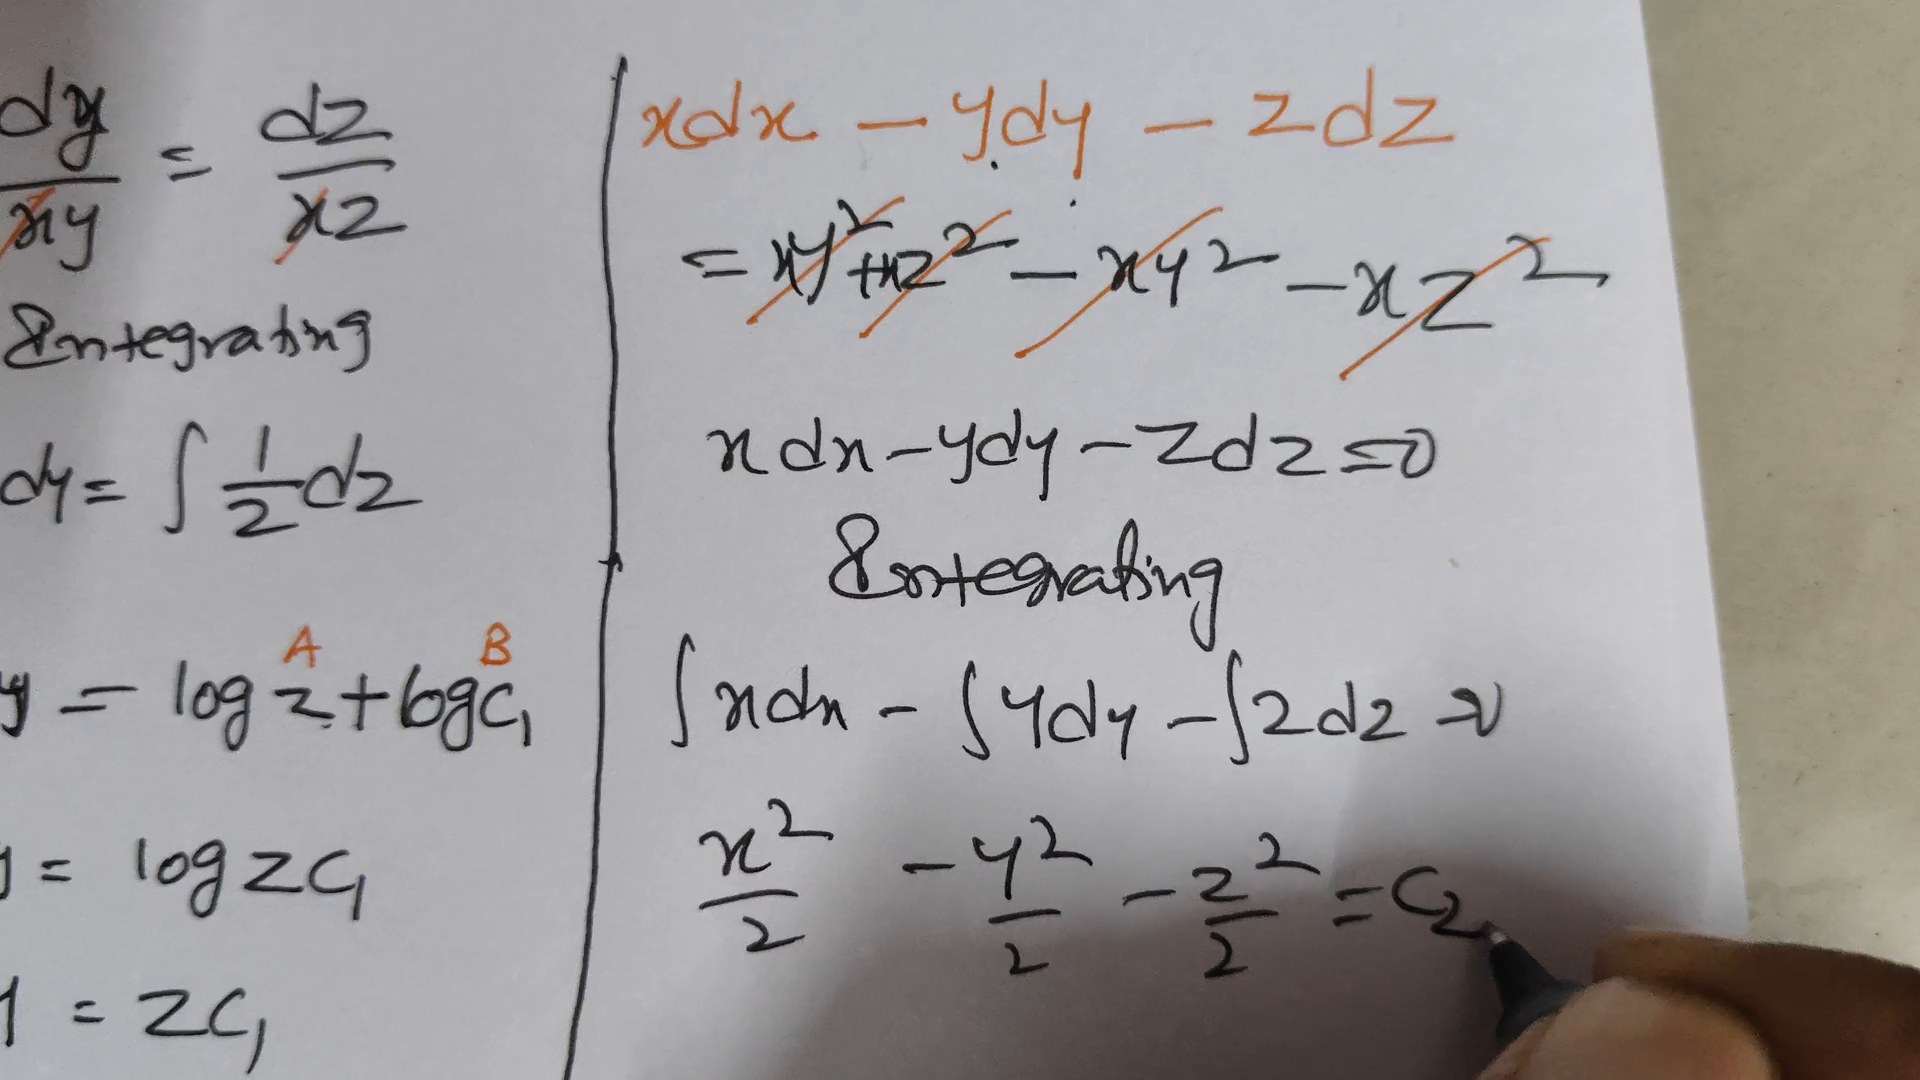 dy/xy = dz/xz
Integrating
dy = ∫ 1/z dz
A B
y = log z + log c₁
y = log zc₁
y = zc₁
xdx - ydy - zdz
= xy² + xz² - xy² - xz²
xdx - ydy - zdz = 0
Integrating
∫xdx - ∫ydy - ∫zdz = 0
x²/2 - y²/2 - z²/2 = c₂